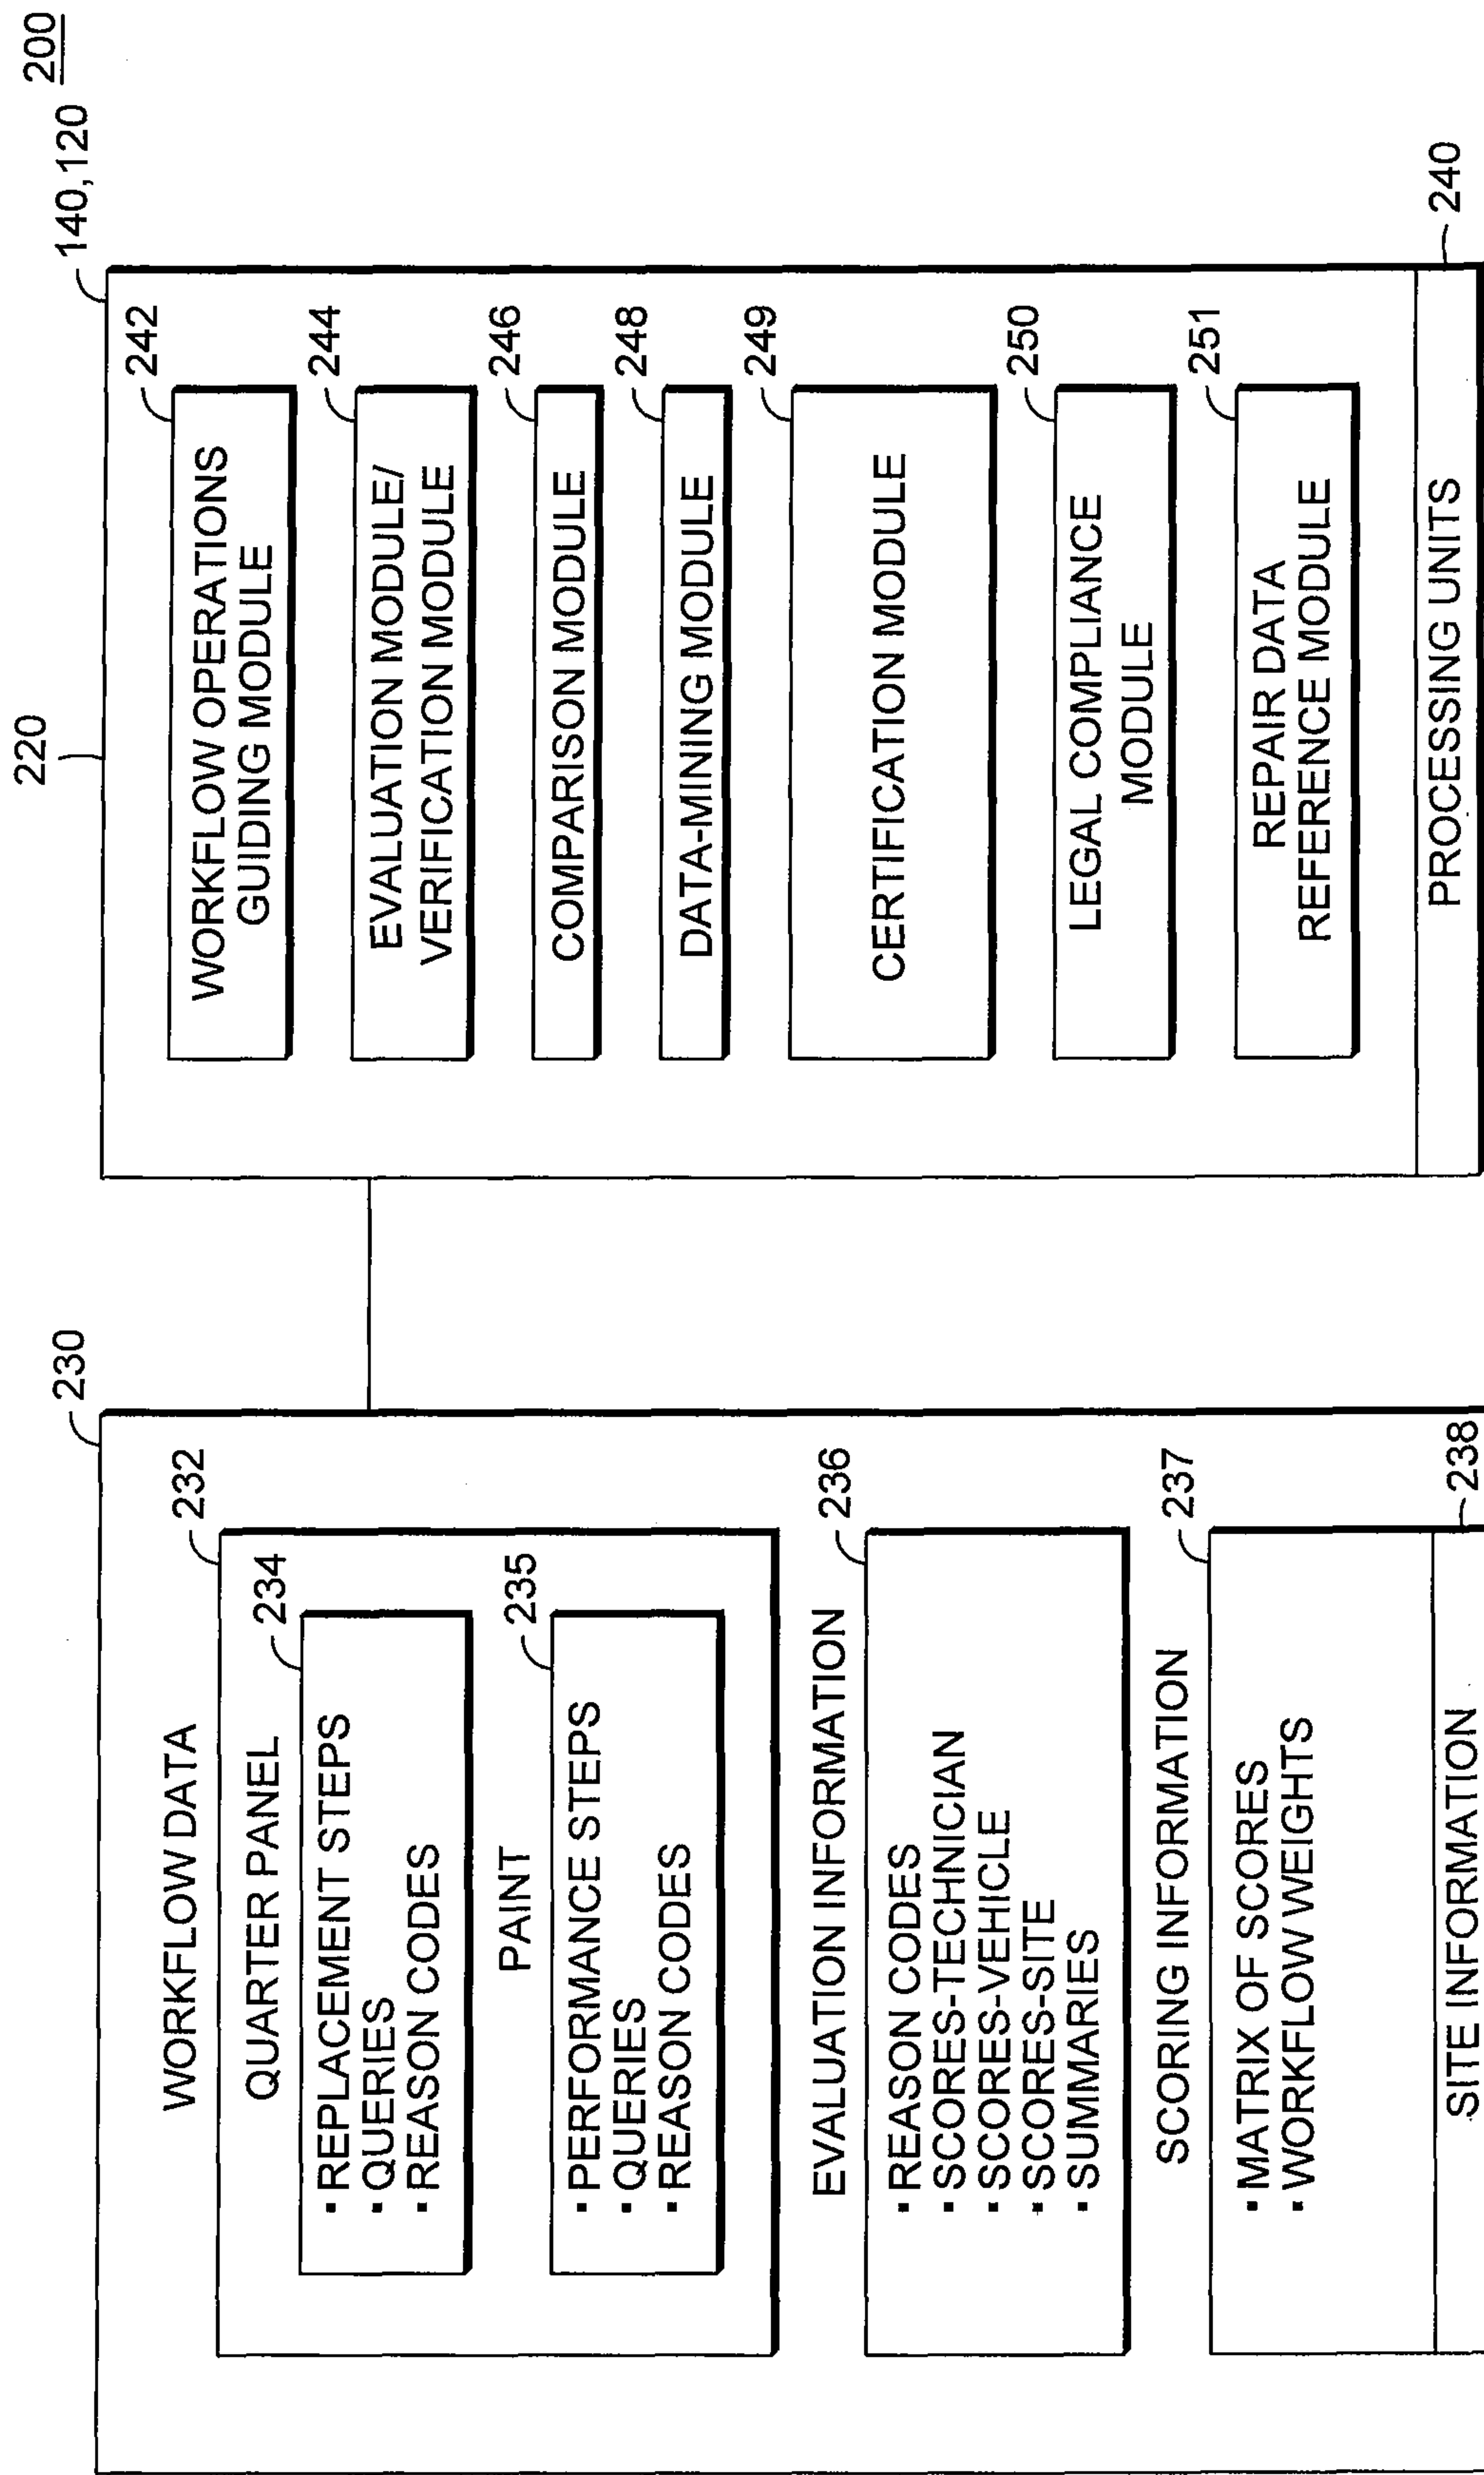 200
230
WORKFLOW DATA
232
QUARTER PANEL
234
▪ REPLACEMENT STEPS
▪ QUERIES
▪ REASON CODES
PAINT
235
▪ PERFORMANCE STEPS
▪ QUERIES
▪ REASON CODES
EVALUATION INFORMATION
236
▪ REASON CODES
▪ SCORES-TECHNICIAN
▪ SCORES-VEHICLE
▪ SCORES-SITE
▪ SUMMARIES
SCORING INFORMATION
237
▪ MATRIX OF SCORES
▪ WORKFLOW WEIGHTS
SITE INFORMATION
238
220
140,120
242
WORKFLOW OPERATIONS
GUIDING MODULE
244
EVALUATION MODULE/
VERIFICATION MODULE
246
COMPARISON MODULE
248
DATA-MINING MODULE
249
CERTIFICATION MODULE
250
LEGAL COMPLIANCE
MODULE
251
REPAIR DATA
REFERENCE MODULE
PROCESSING UNITS
240